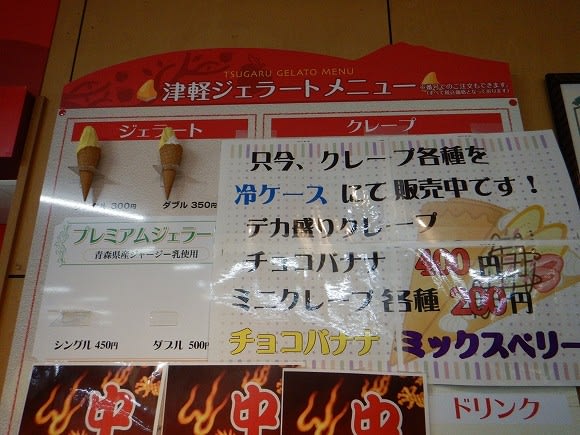 TSUGARU GELATO MENU
津軽ジェラートメニュー
ジェラート
クレープ
ル 300円
ダブル 350円
プレミアムジェラー
青森県産ジャージー乳使用
シングル 450円
ダブル 500円
只今、クレープ各種を
冷ケース にて 販売中です！
デカ盛りクレープ
チョコバナナ 400円
ミニクレープ各種 200円
チョコバナナ ミックスベリー
中
中
中
ドリンク